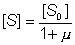 [S] = [S₀] / 1 + μ